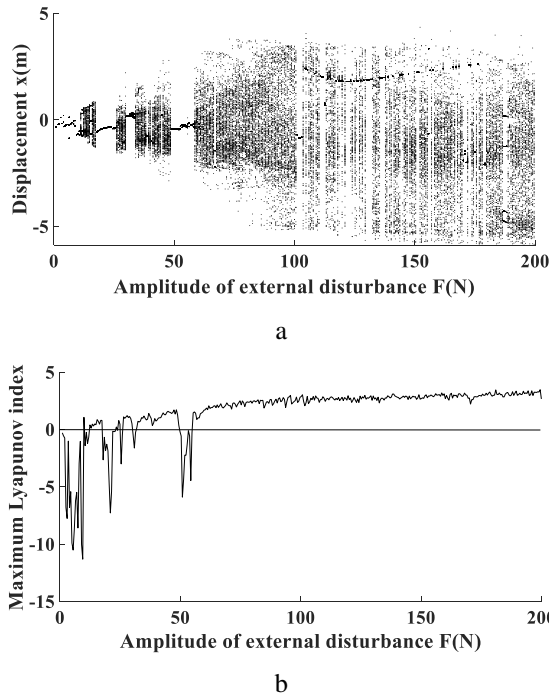 5
0
-5
Displacement x(m)
0 50 100 150 200
Amplitude of external disturbance F(N)
a
5
0
-5
-10
-15
Maximum Lyapunov index
0 50 100 150 200
Amplitude of external disturbance F(N)
b